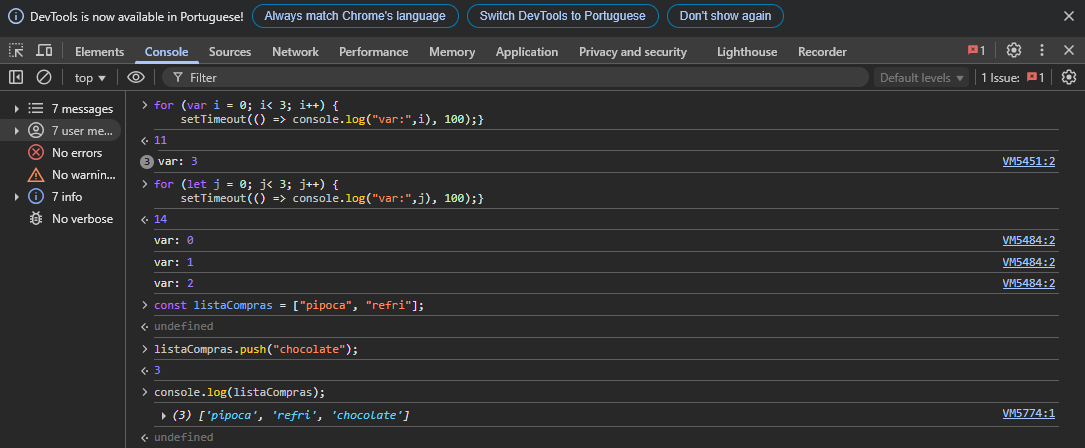 DevTools is now available in Portuguese! Always match Chrome's language Switch DevTools to Portuguese Don't show again
Elements Console Sources Network Performance Memory Application Privacy and security Lighthouse Recorder 1
top Filter Default levels 1 Issue: 1
7 messages
7 user me...
No errors
No warnin...
7 info
No verbose
for (var i = 0; i< 3; i++) {
setTimeout(() => console.log("var:",i), 100);}
11
3 var: 3 VM5451:2
for (let j = 0; j< 3; j++) {
setTimeout(() => console.log("var:",j), 100);}
14
var: 0 VM5484:2
var: 1 VM5484:2
var: 2 VM5484:2
const listaCompras = ["pipoca", "refri"];
undefined
listaCompras.push("chocolate");
3
console.log(listaCompras);
(3) ['pipoca', 'refri', 'chocolate'] VM5774:1
undefined